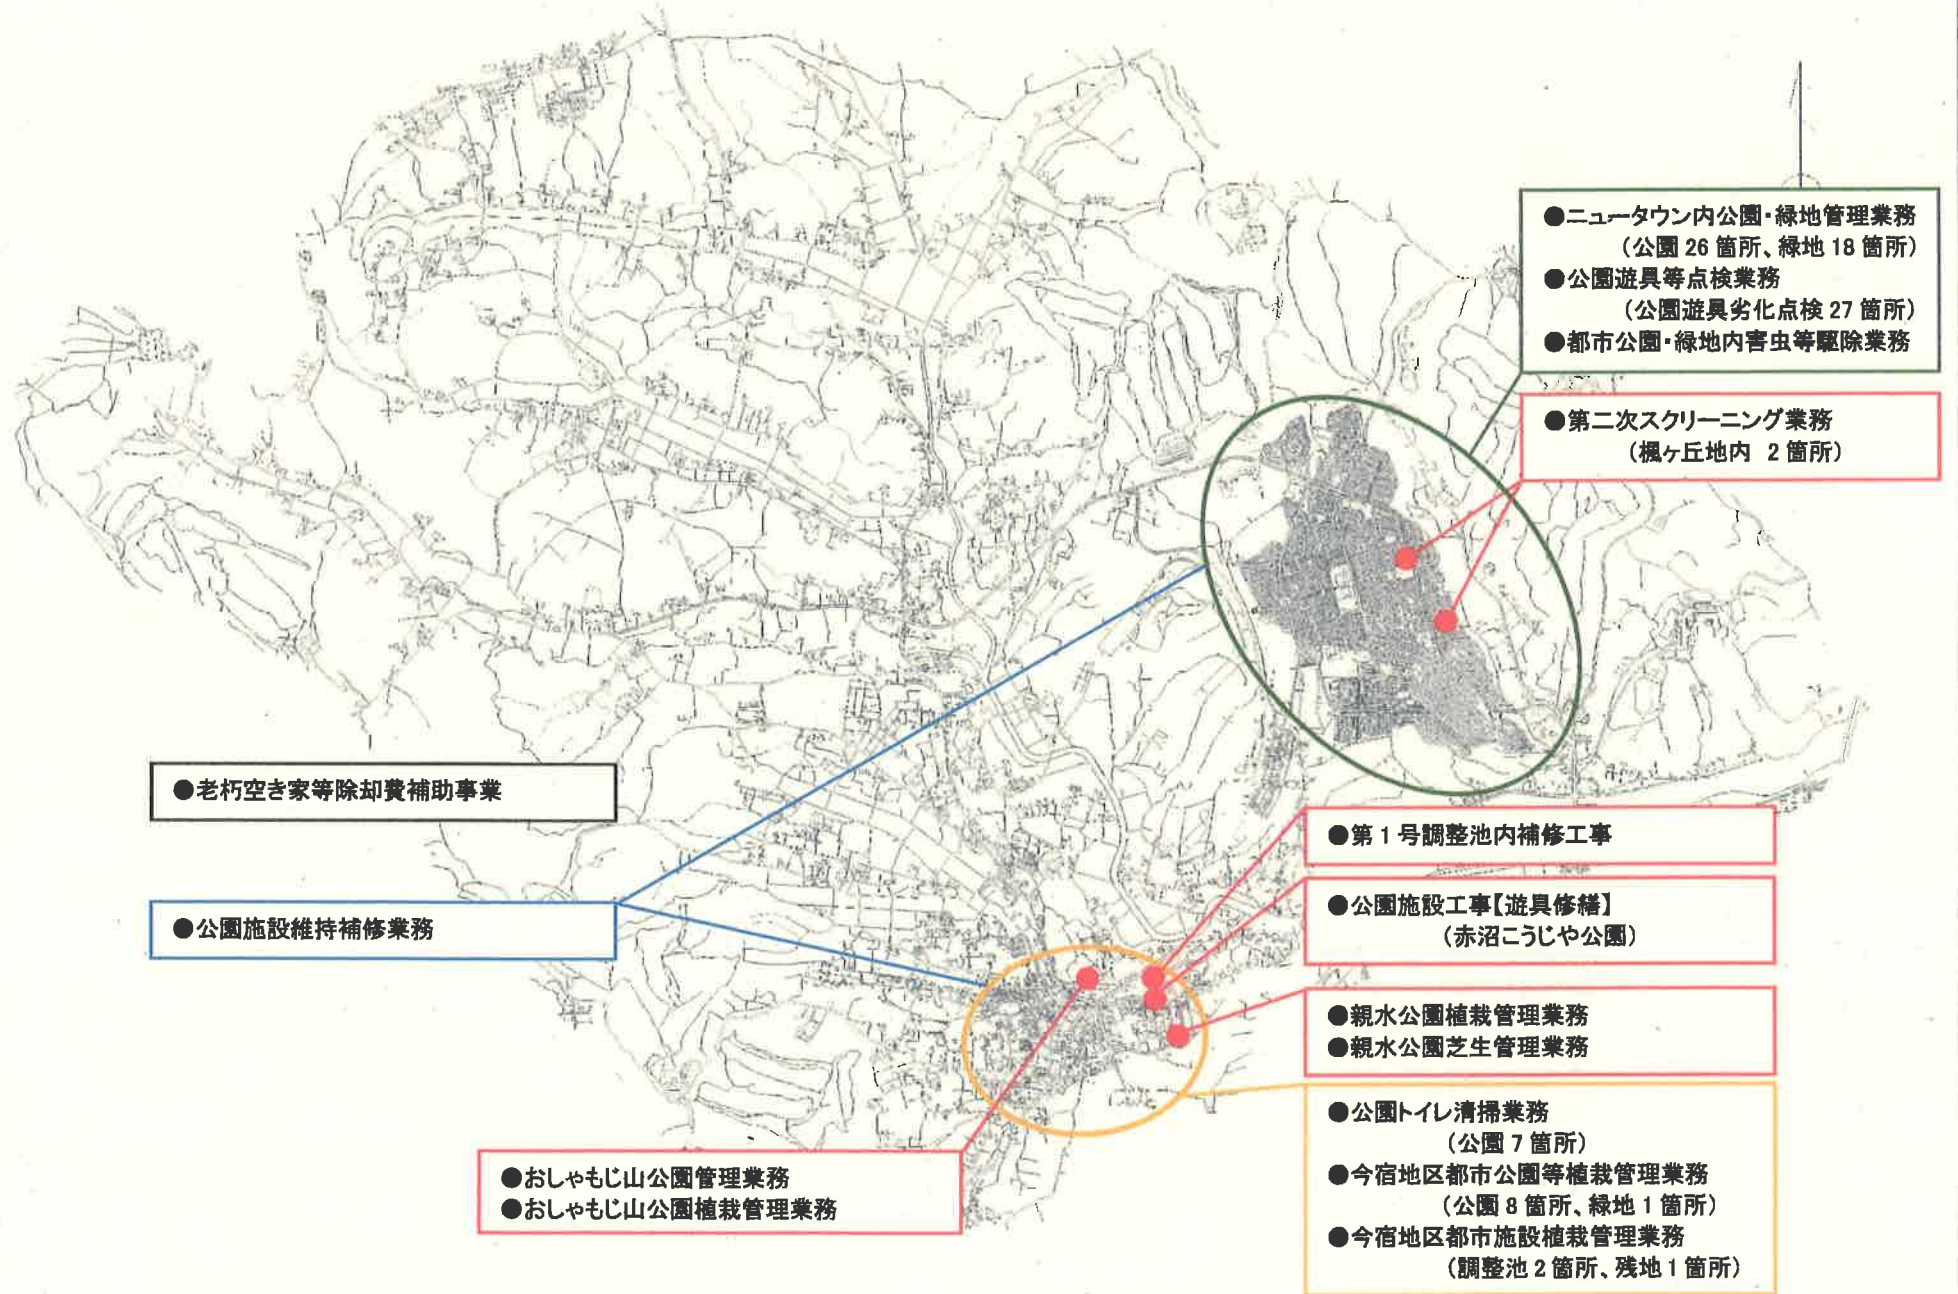 ●ニュータウン内公園・緑地管理業務
(公園 26 箇所、緑地 18 箇所)
●公園遊具等点検業務
(公園遊具劣化点検 27 箇所)
●都市公園・緑地内害虫等駆除業務
●第二次スクリーニング業務
(楓ヶ丘地内 2 箇所)
●老朽空き家等除却費補助事業
●第 1 号調整池内補修工事
●公園施設工事【遊具修繕】
(赤沼こうじや公園)
●公園施設維持補修業務
●親水公園植栽管理業務
●親水公園芝生管理業務
●公園トイレ清掃業務
(公園 7 箇所)
●今宿地区都市公園等植栽管理業務
(公園 8 箇所、緑地 1 箇所)
●今宿地区都市施設植栽管理業務
(調整池 2 箇所、残地 1 箇所)
●おしゃもじ山公園管理業務
●おしゃもじ山公園植栽管理業務